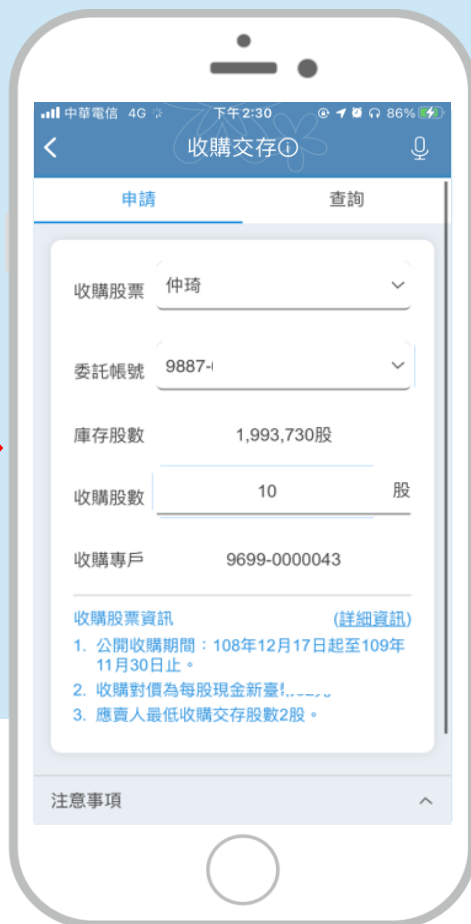 中華電信 4G 下午2:30 86%
收購交存
申請 查詢
收購股票 仲琦
委託帳號 9887-
庫存股數 1,993,730股
收購股數 10 股
收購專戶 9699-0000043
收購股票資訊 (詳細資訊)
1. 公開收購期間：108年12月17日起至109年
11月30日止。
2. 收購對價為每股現金新臺
3. 應賣人最低收購交存股數2股。
注意事項